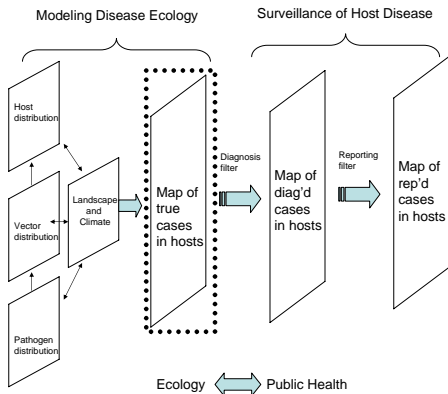 Modeling Disease Ecology
Surveillance of Host Disease
Host
distribution
Vector
distribution
Pathogen
distribution
Landscape
and
Climate
Map of
true
cases
in hosts
Diagnosis
filter
Map of
diag'd
cases
in hosts
Reporting
filter
Map of
rep'd
cases
in hosts
Ecology
Public Health